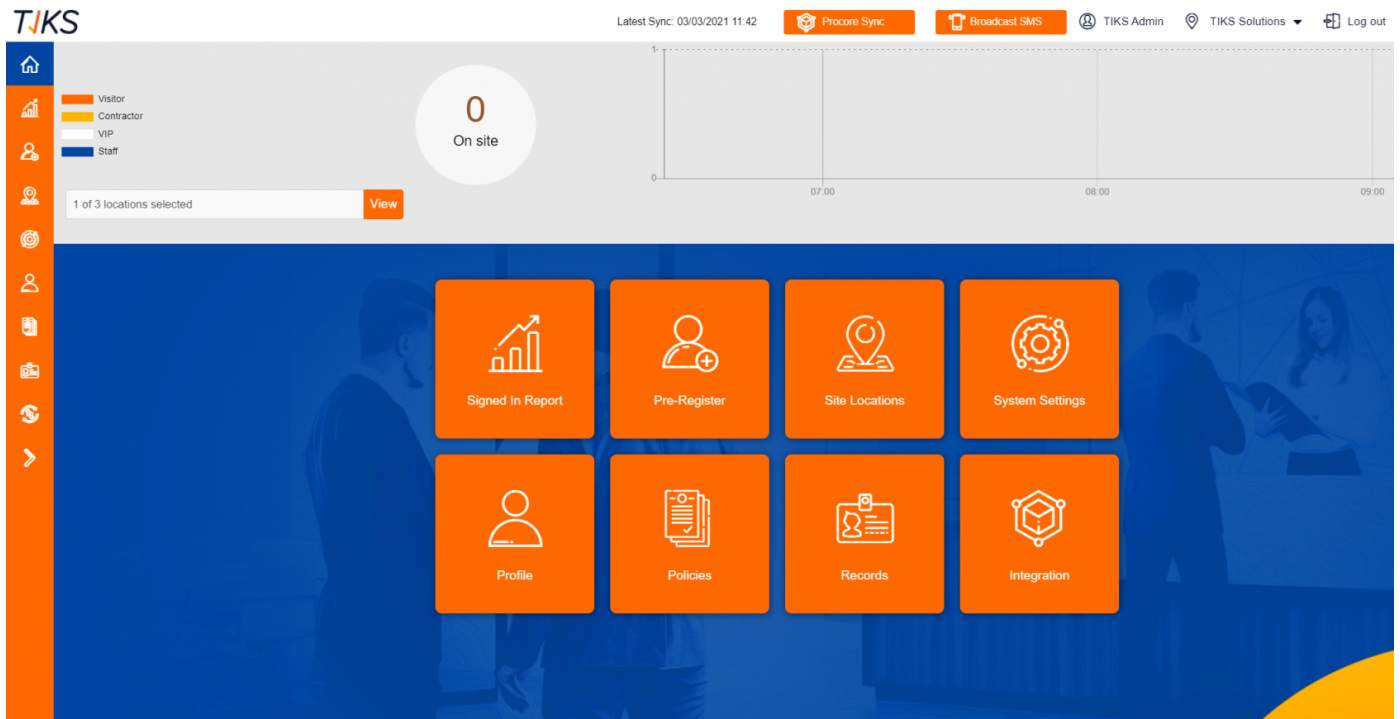 TIKS
Latest Sync: 03/03/2021 11:42
Procore Sync
Broadcast SMS
TIKS Admin
TIKS Solutions
Log out
Visitor
Contractor
VIP
Staff
0
On site
1 of 3 locations selected
View
1
0
07:00
08:00
09:00
Signed In Report
Pre-Register
Site Locations
System Settings
Profile
Policies
Records
Integration